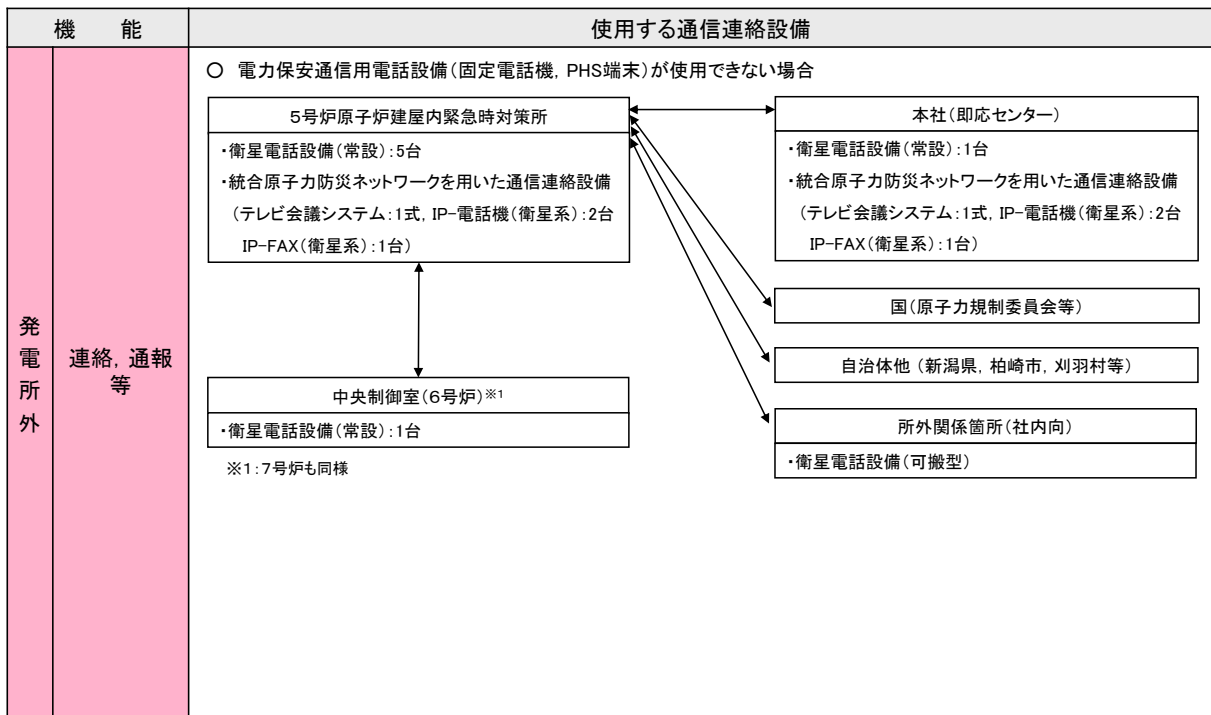 機　能
使用する通信連絡設備
発電所外
連絡，通報
等
○ 電力保安通信用電話設備（固定電話機，PHS端末）が使用できない場合
５号炉原子炉建屋内緊急時対策所
・衛星電話設備（常設）：5台
・統合原子力防災ネットワークを用いた通信連絡設備
（テレビ会議システム：1式，IP-電話機（衛星系）：2台
IP-FAX（衛星系）：1台）
本社（即応センター）
・衛星電話設備（常設）：1台
・統合原子力防災ネットワークを用いた通信連絡設備
（テレビ会議システム：1式，IP-電話機（衛星系）：2台
IP-FAX（衛星系）：1台）
国（原子力規制委員会等）
自治体他（新潟県，柏崎市，刈羽村等）
中央制御室（６号炉）※1
・衛星電話設備（常設）：1台
※1：７号炉も同様
所外関係箇所（社内向）
・衛星電話設備（可搬型）